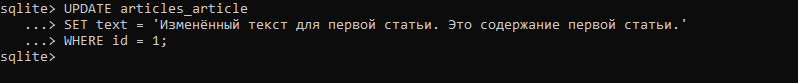 sqlite> UPDATE articles_article
   ...> SET text = 'Изменённый текст для первой статьи. Это содержание первой статьи.'
   ...> WHERE id = 1;
sqlite>